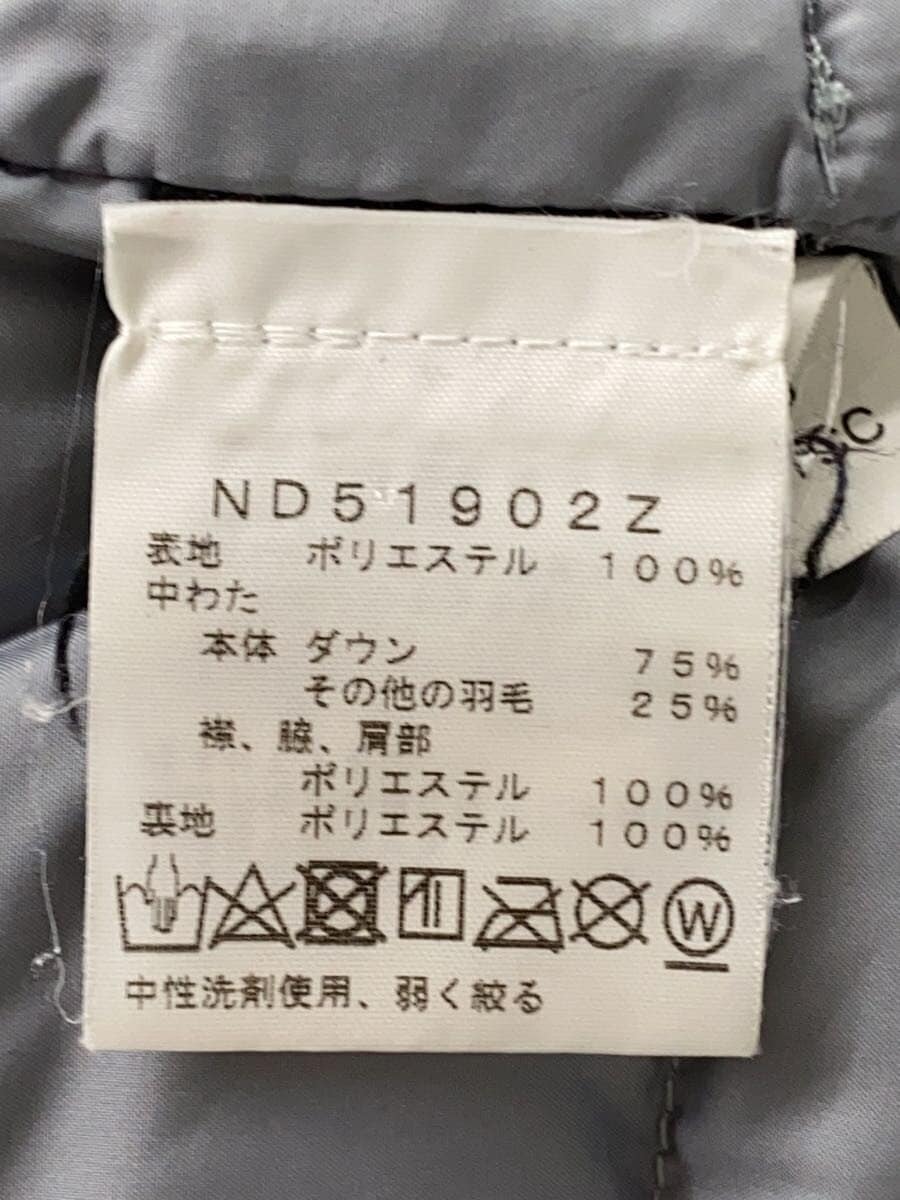 ND51902Z
表地 ポリエステル 100%
中わた
本体 ダウン 75%
その他の羽毛 25%
襟、脇、肩部
ポリエステル 100%
裏地 ポリエステル 100%
W
中性洗剤使用、弱く絞る
C